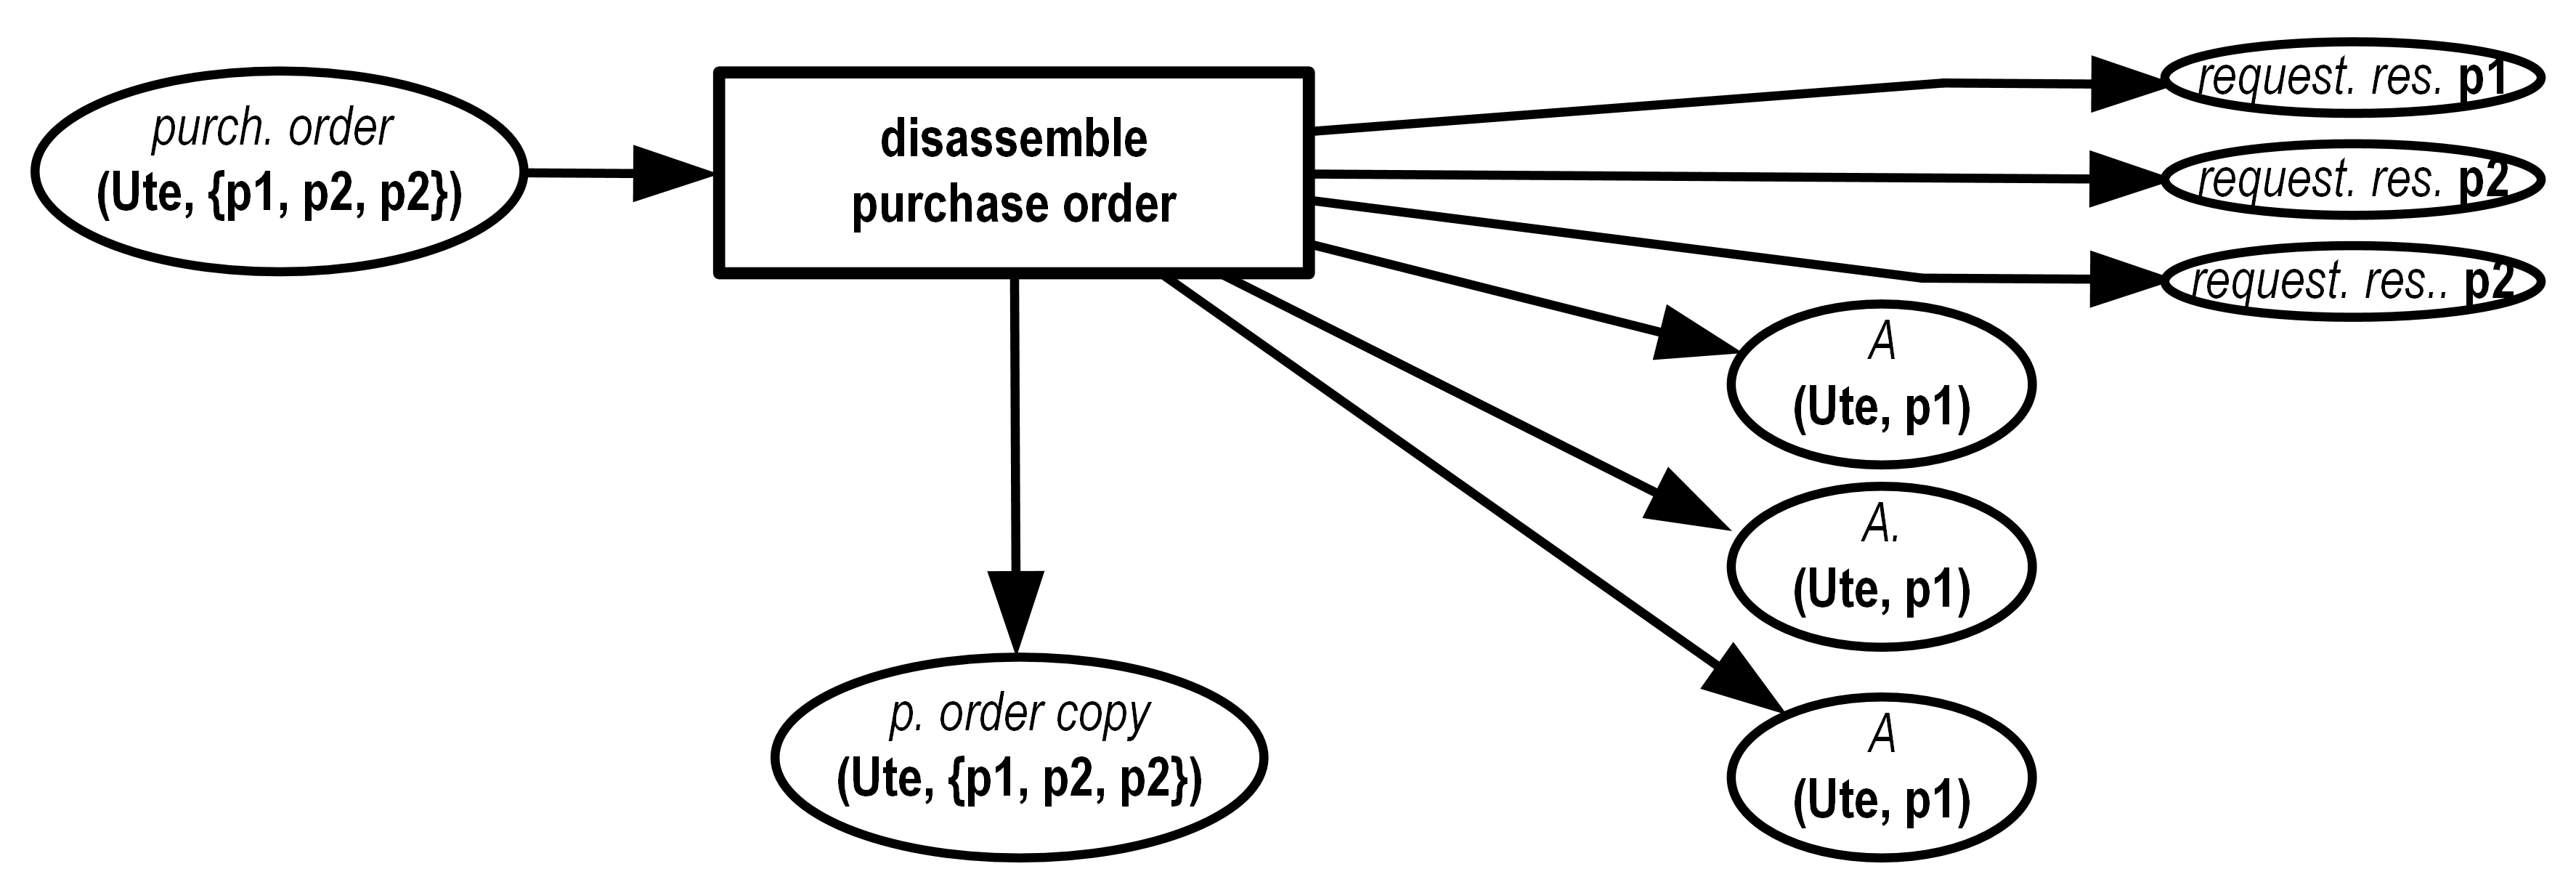 purch. order
(Ute, {p1, p2, p2})
disassemble
purchase order
request. res. p1
request. res. p2
request. res.. p2
A
(Ute, p1)
A.
(Ute, p1)
A
(Ute, p1)
p. order copy
(Ute, {p1, p2, p2})